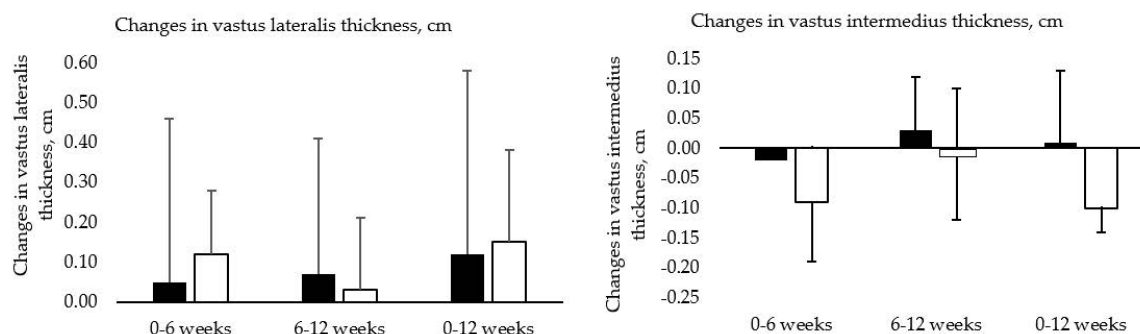 Changes in vastus lateralis thickness, cm
Changes in vastus lateralis
thickness, cm
0.60
0.50
0.40
0.30
0.20
0.10
0.00
0-6 weeks
6-12 weeks
0-12 weeks
Changes in vastus intermedius thickness, cm
Changes in vastus intermedius
thickness, cm
0.15
0.10
0.05
0.00
-0.05
-0.10
-0.15
-0.20
-0.25
0-6 weeks
6-12 weeks
0-12 weeks